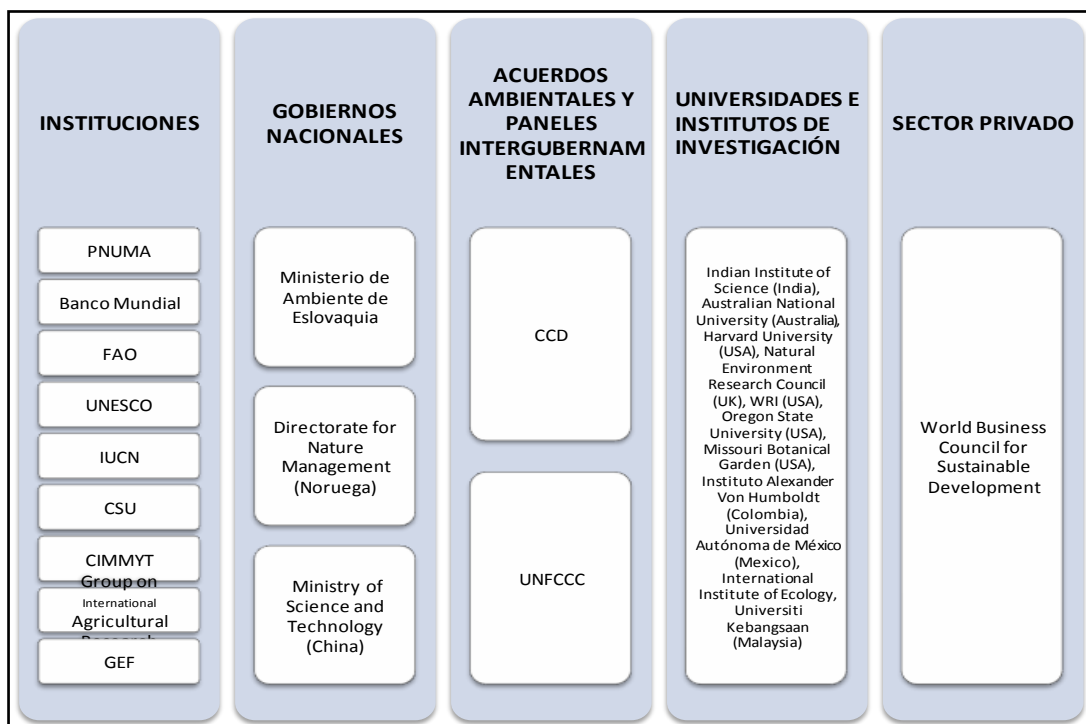 INSTITUCIONES
PNUMA
Banco Mundial
FAO
UNESCO
IUCN
CSU
CIMMYT
Group on
International
Agricultural
GEF
GOBIERNOS
NACIONALES
Ministerio de
Ambiente de
Eslovaquia
Directorate for
Nature
Management
(Noruega)
Ministry of
Science and
Technology
(China)
ACUERDOS
AMBIENTALES Y
PANELES
INTERGUBERNAM
ENTALES
CCD
UNFCCC
UNIVERSIDADES E
INSTITUTOS DE
INVESTIGACIÓN
Indian Institute of
Science (India),
Australian National
University (Australia),
Harvard University
(USA), Natural
Environment
Research Council
(UK), WRI (USA),
Oregon State
University (USA),
Missouri Botanical
Garden (USA),
Instituto Alexander
Von Humboldt
(Colombia),
Universidad
Autónoma de México
(Mexico),
International
Institute of Ecology,
Universiti
Kebangsaan
(Malaysia)
SECTOR PRIVADO
World Business
Council for
Sustainable
Development